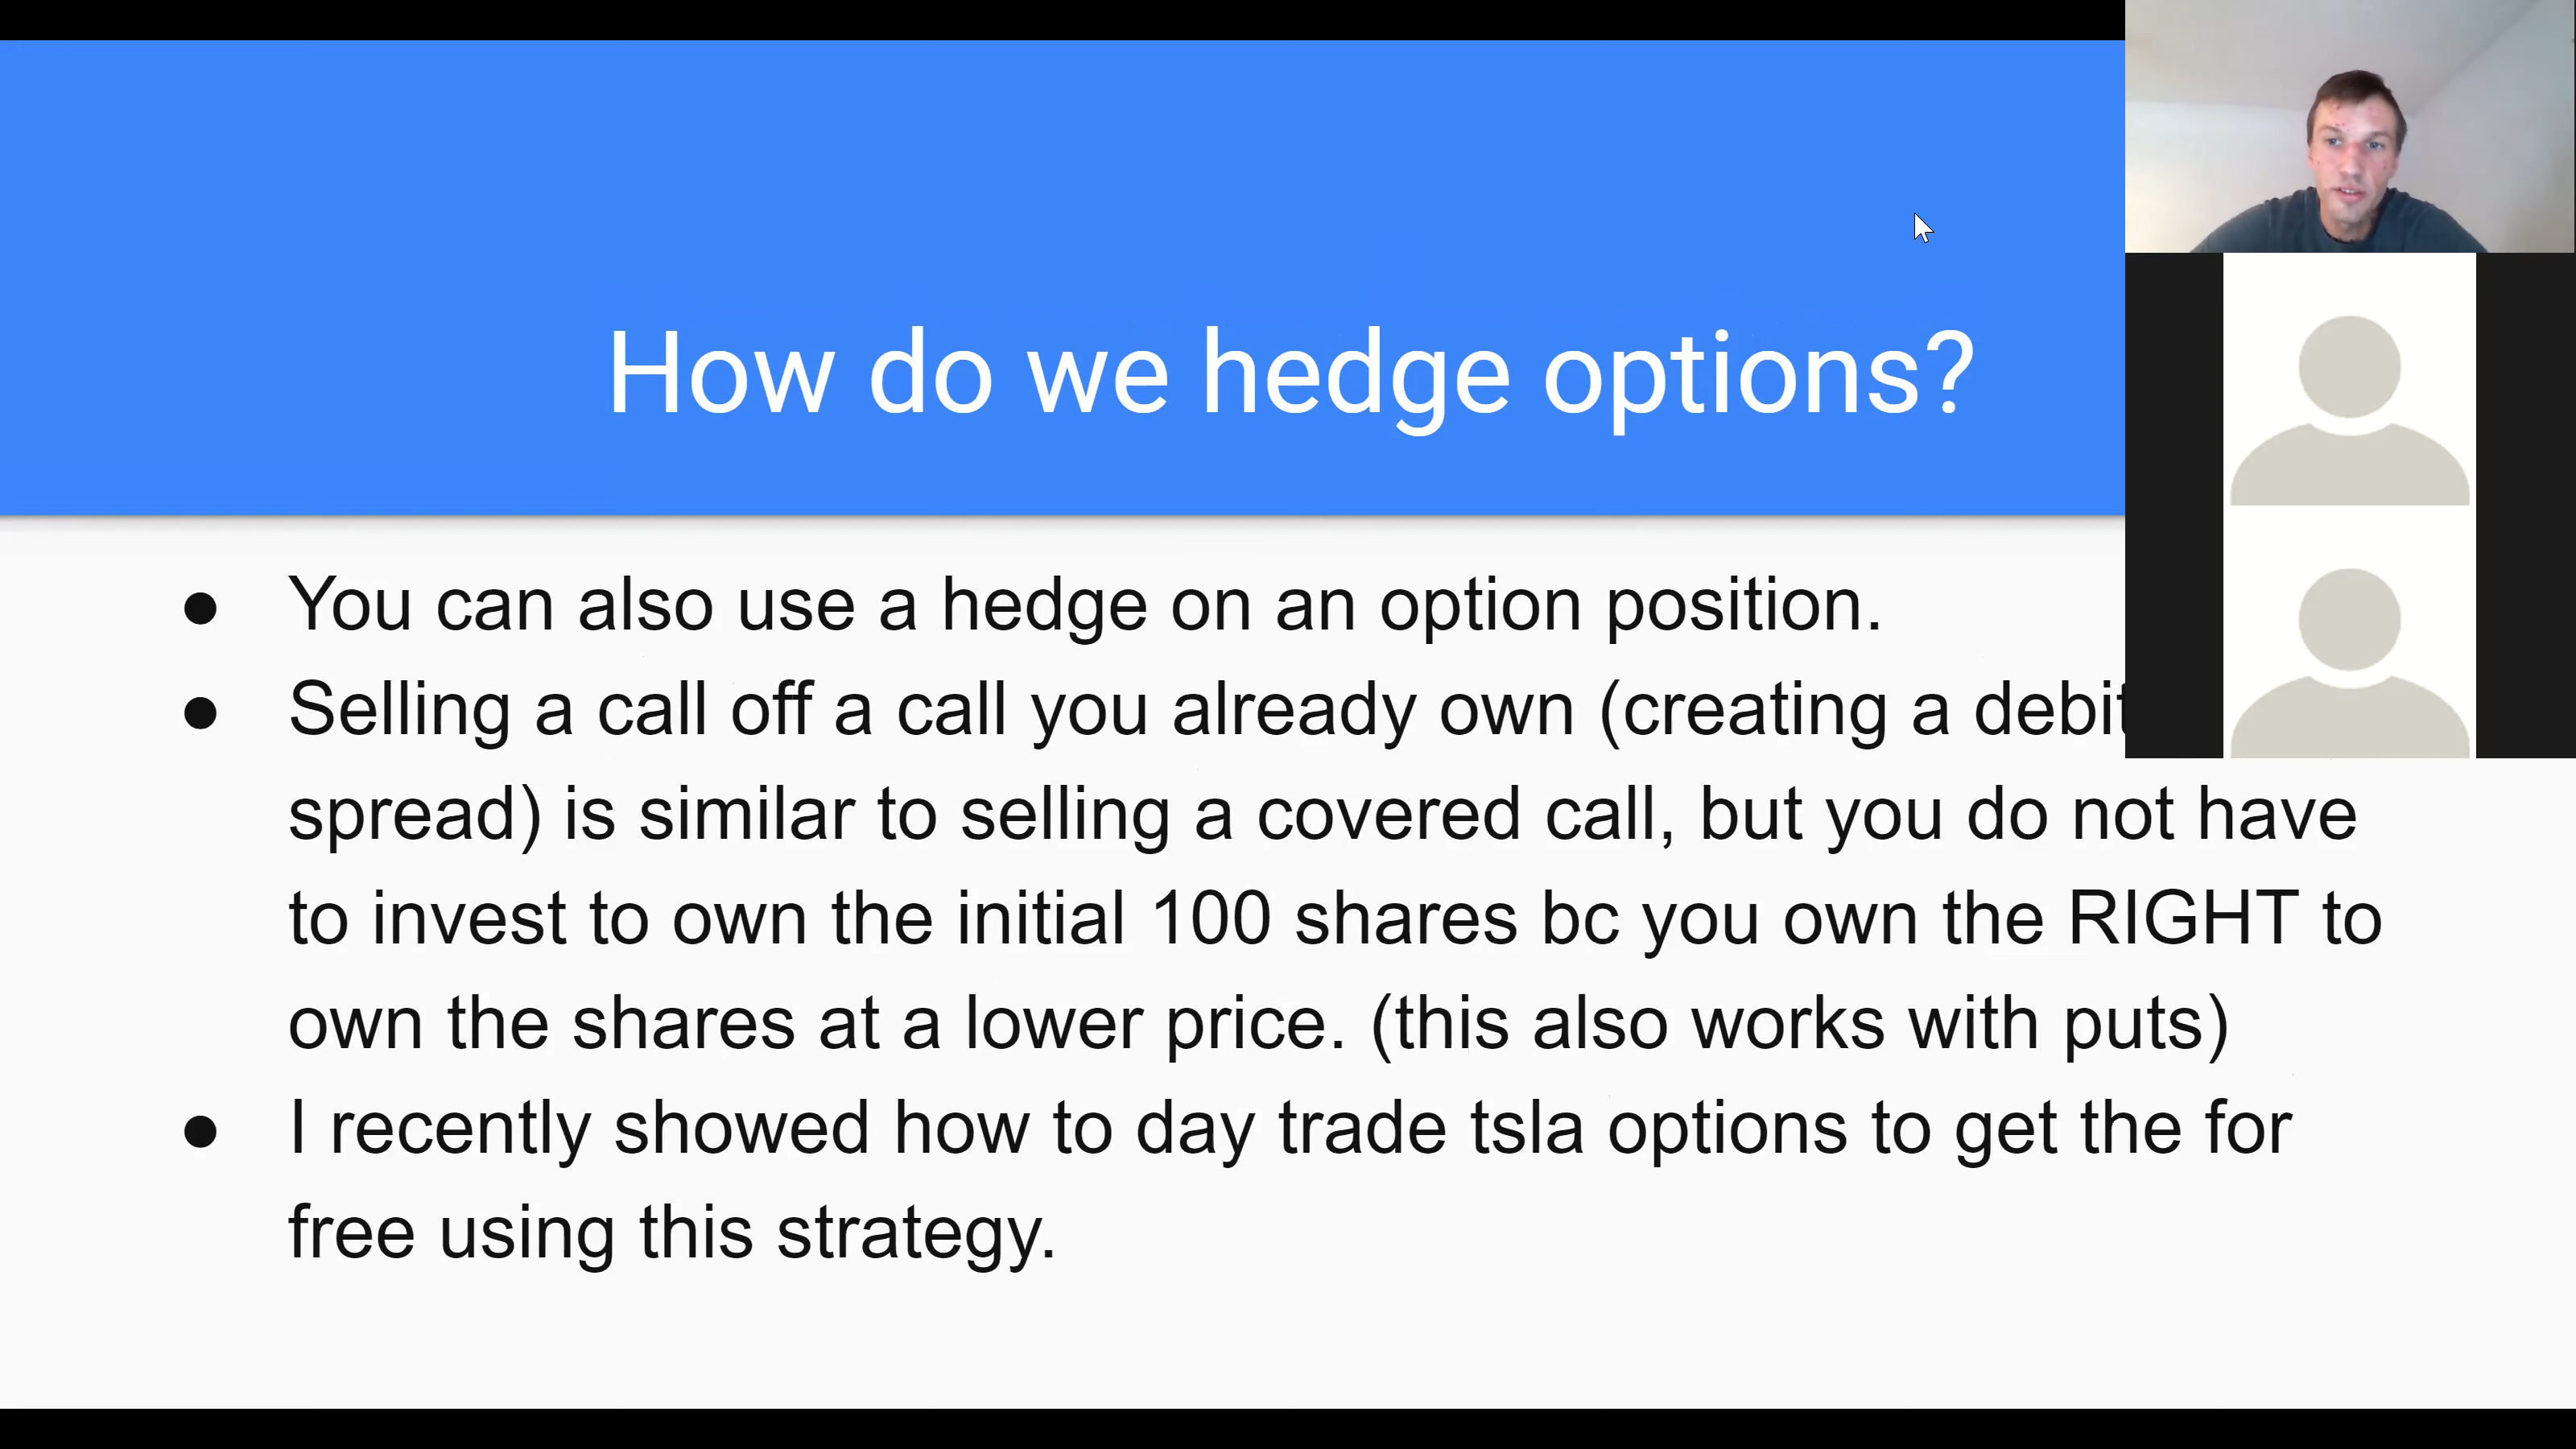 How do we hedge options?
● You can also use a hedge on an option position.
● Selling a call off a call you already own (creating a debit
spread) is similar to selling a covered call, but you do not have
to invest to own the initial 100 shares bc you own the RIGHT to
own the shares at a lower price. (this also works with puts)
● I recently showed how to day trade tsla options to get the for
free using this strategy.